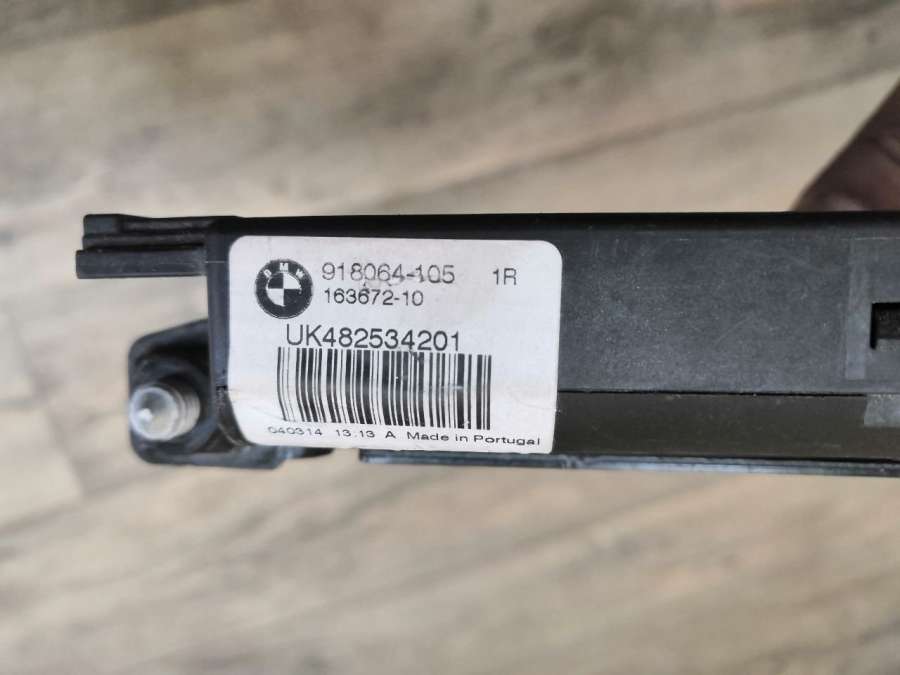 BMW
918064-105 1R
163672-10
UK482534201
040314 13.13 A Made in Portugal